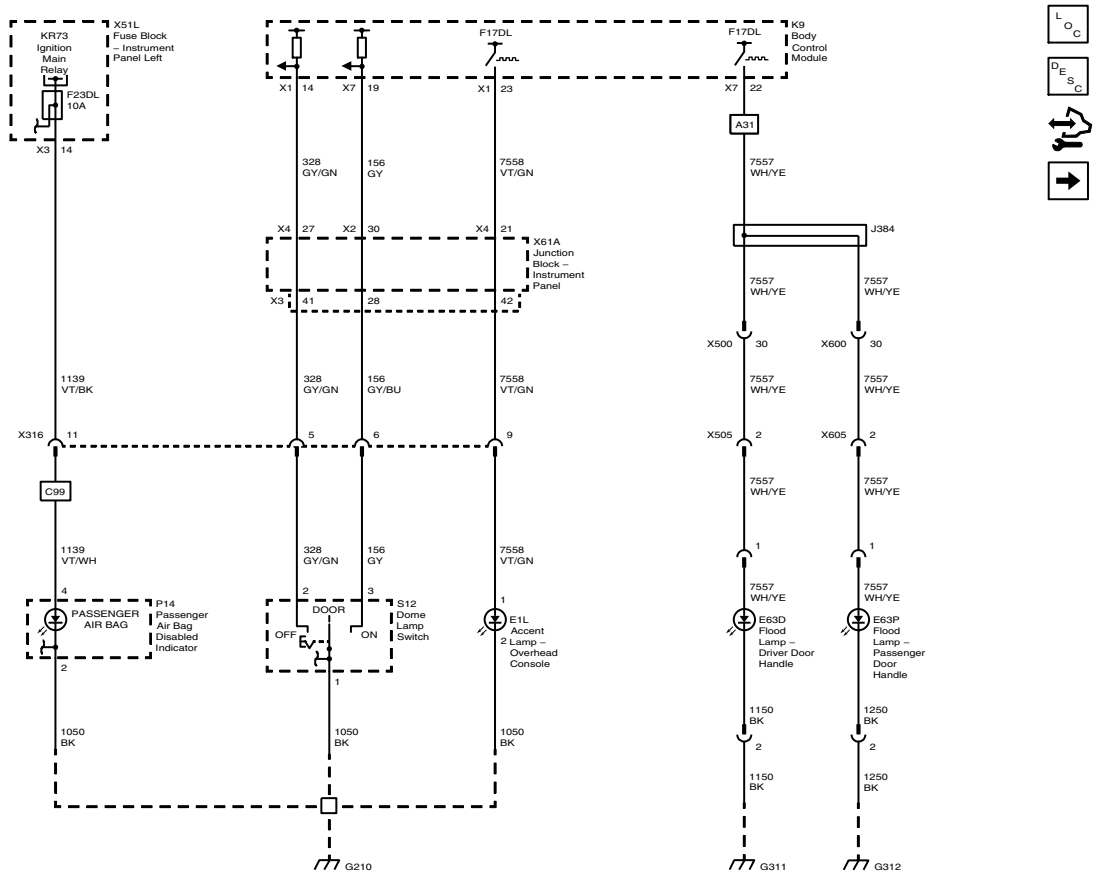 X51L
Fuse Block
– Instrument
Panel Left
KR73
Ignition
Main
Relay
F23DL
10A
X3 14
K9
Body
Control
Module
F17DL
F17DL
X1 14
X7 19
X1 23
X7 22
A31
328
GY/GN
156
GY
7558
VT/GN
7557
WH/YE
J384
X4 27
X2 30
X4 21
X61A
Junction
Block –
Instrument
Panel
X3 41
28
42
7557
WH/YE
7557
WH/YE
X500 30
X600 30
1139
VT/BK
328
GY/GN
156
GY/BU
7558
VT/GN
7557
WH/YE
7557
WH/YE
X316 11
5
6
9
X505 2
X605 2
C99
7557
WH/YE
7557
WH/YE
1139
VT/WH
328
GY/GN
156
GY
7558
VT/GN
1
1
7557
WH/YE
7557
WH/YE
4
PASSENGER
AIR BAG
P14
Passenger
Air Bag
Disabled
Indicator
2
2
3
DOOR
OFF
ON
S12
Dome
Lamp
Switch
1
1
E1L
Accent
2 Lamp –
Overhead
Console
E63D
Flood
Lamp –
Driver Door
Handle
E63P
Flood
Lamp –
Passenger
Door
Handle
1050
BK
1050
BK
1050
BK
1150
BK
1250
BK
2
2
1150
BK
1250
BK
G210
G311
G312
L
O
C
D
E
S
C